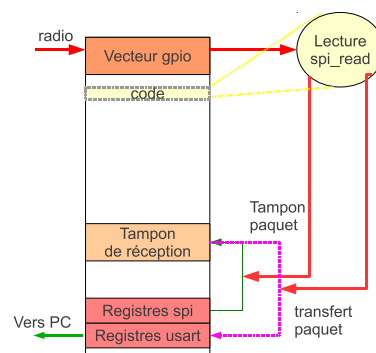 radio
Vecteur gpio
Lecture
spi_read
code
Tampon
paquet
Tampon
de réception
Registres spi
transfert
paquet
Vers PC
Registres usart